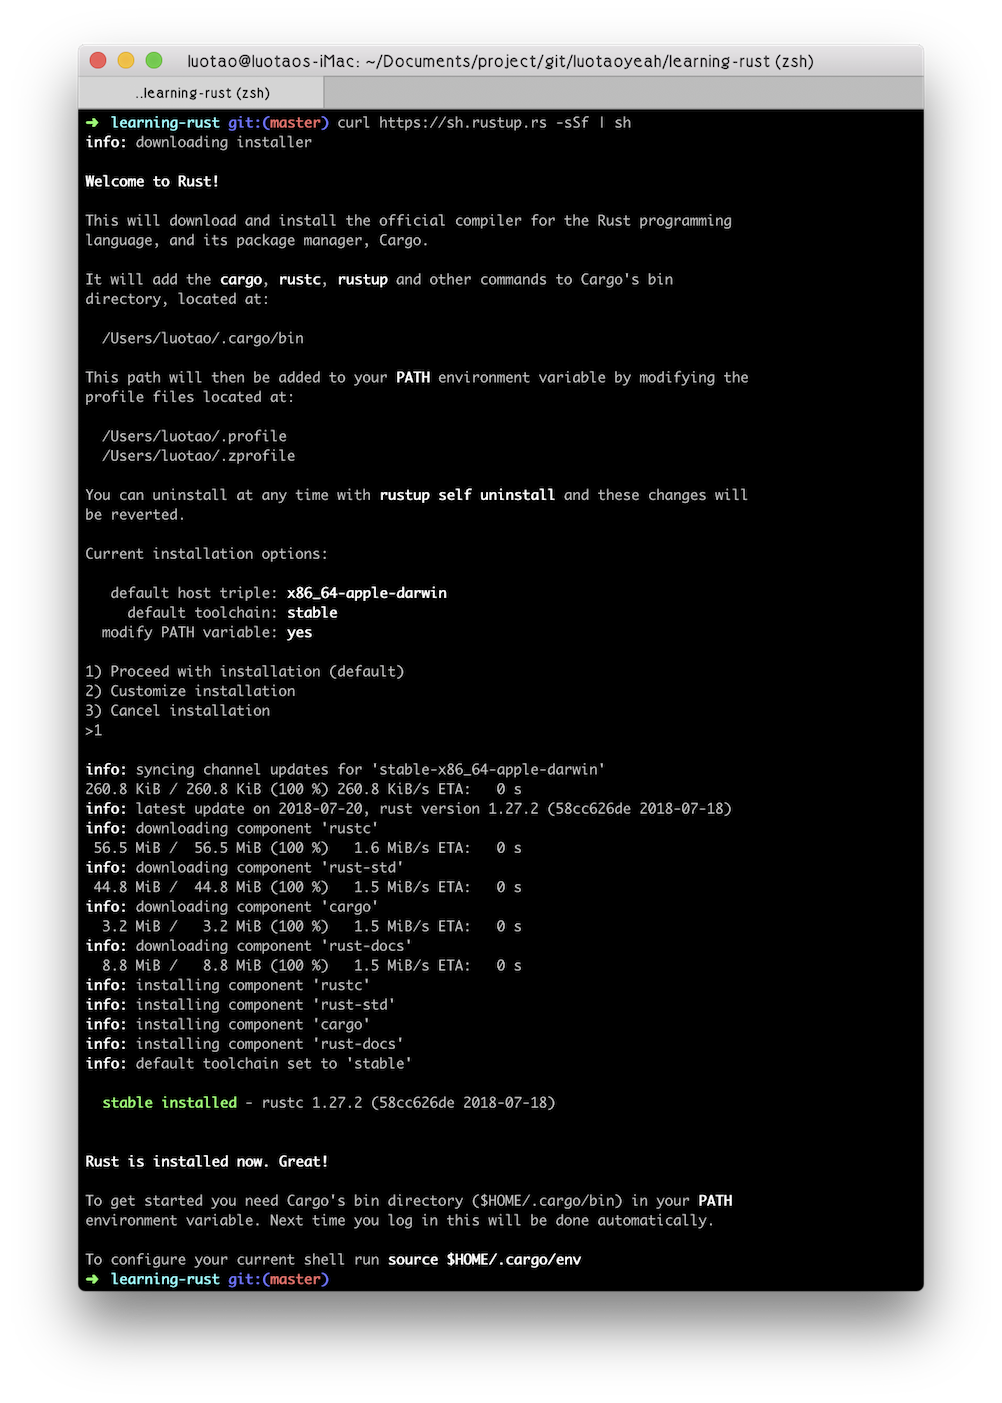 luotao@luotaos-iMac: ~/Documents/project/git/luotaoyeah/learning-rust (zsh)
..learning-rust (zsh)
➜  learning-rust git:(master) curl https://sh.rustup.rs -sSf | sh
info: downloading installer
Welcome to Rust!
This will download and install the official compiler for the Rust programming
language, and its package manager, Cargo.
It will add the cargo, rustc, rustup and other commands to Cargo's bin
directory, located at:
/Users/luotao/.cargo/bin
This path will then be added to your PATH environment variable by modifying the
profile files located at:
/Users/luotao/.profile
/Users/luotao/.zprofile
You can uninstall at any time with rustup self uninstall and these changes will
be reverted.
Current installation options:
default host triple: x86_64-apple-darwin
default toolchain: stable
modify PATH variable: yes
1) Proceed with installation (default)
2) Customize installation
3) Cancel installation
>1
info: syncing channel updates for 'stable-x86_64-apple-darwin'
260.8 KiB / 260.8 KiB (100 %) 260.8 KiB/s ETA:   0 s
info: latest update on 2018-07-20, rust version 1.27.2 (58cc626de 2018-07-18)
info: downloading component 'rustc'
56.5 MiB /  56.5 MiB (100 %)   1.6 MiB/s ETA:   0 s
info: downloading component 'rust-std'
44.8 MiB /  44.8 MiB (100 %)   1.5 MiB/s ETA:   0 s
info: downloading component 'cargo'
3.2 MiB /   3.2 MiB (100 %)   1.5 MiB/s ETA:   0 s
info: downloading component 'rust-docs'
8.8 MiB /   8.8 MiB (100 %)   1.5 MiB/s ETA:   0 s
info: installing component 'rustc'
info: installing component 'rust-std'
info: installing component 'cargo'
info: installing component 'rust-docs'
info: default toolchain set to 'stable'
stable installed - rustc 1.27.2 (58cc626de 2018-07-18)
Rust is installed now. Great!
To get started you need Cargo's bin directory ($HOME/.cargo/bin) in your PATH
environment variable. Next time you log in this will be done automatically.
To configure your current shell run source $HOME/.cargo/env
➜  learning-rust git:(master)